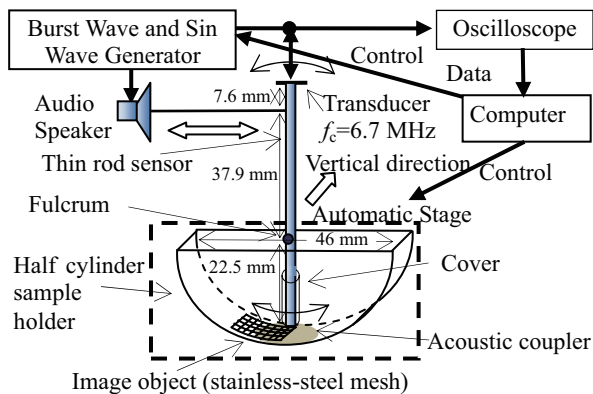 Burst Wave and Sin
Wave Generator
Oscilloscope
Control
Data
Computer
Audio
Speaker
7.6 mm
Transducer
fc=6.7 MHz
Thin rod sensor
37.9 mm
Vertical direction
Control
Fulcrum
Automatic Stage
46 mm
22.5 mm
Cover
Half cylinder
sample
holder
Acoustic coupler
Image object (stainless-steel mesh)